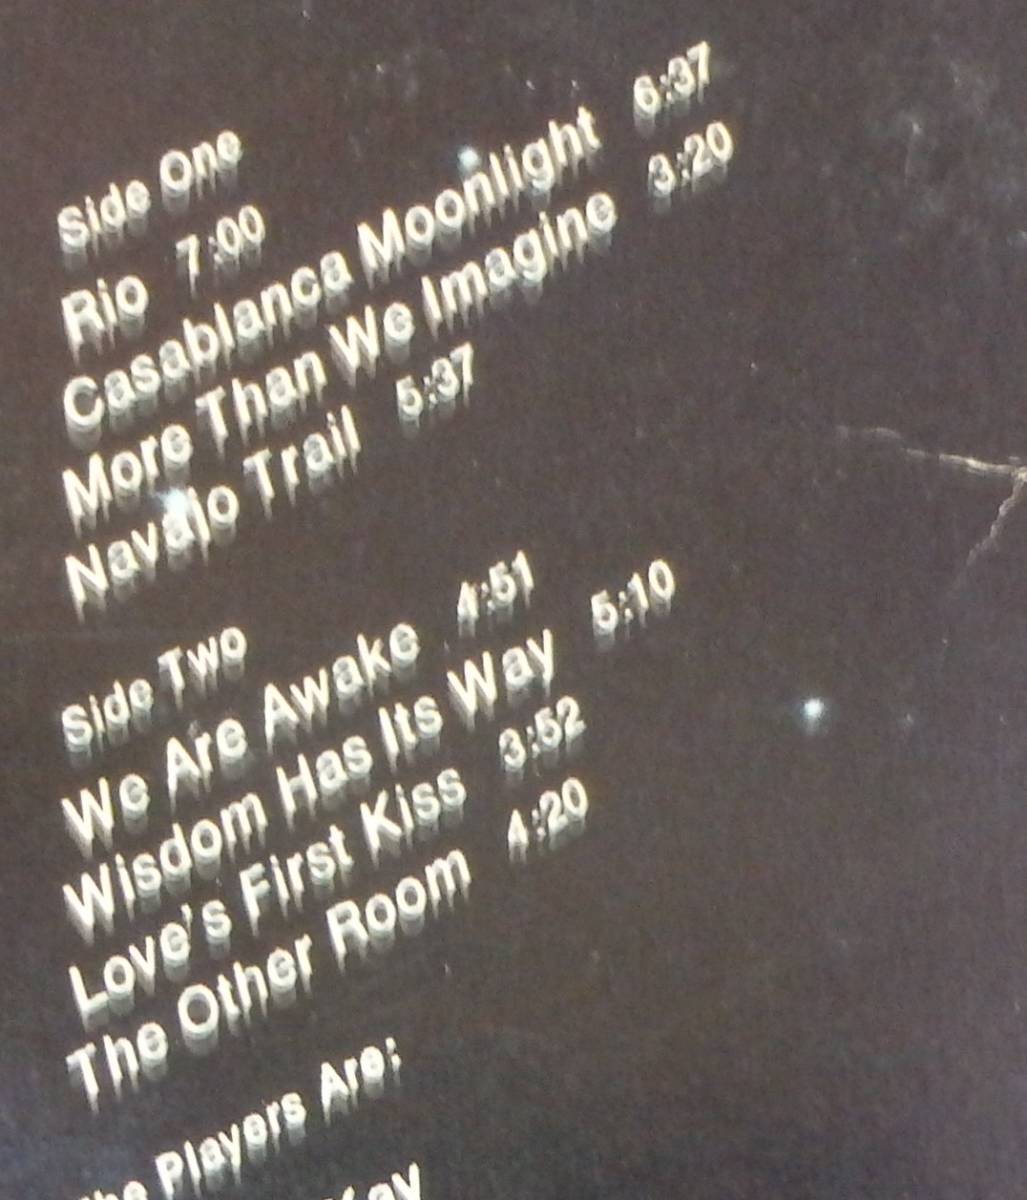 Side One
Rio 7:00
Casablanca Moonlight 6:37
More Than We Imagine 3:20
Navajo Trail 5:37
Side Two
We Are Awake 4:51
Wisdom Has Its Way 5:10
Love's First Kiss 3:52
The Other Room 4:20
The Players Are: